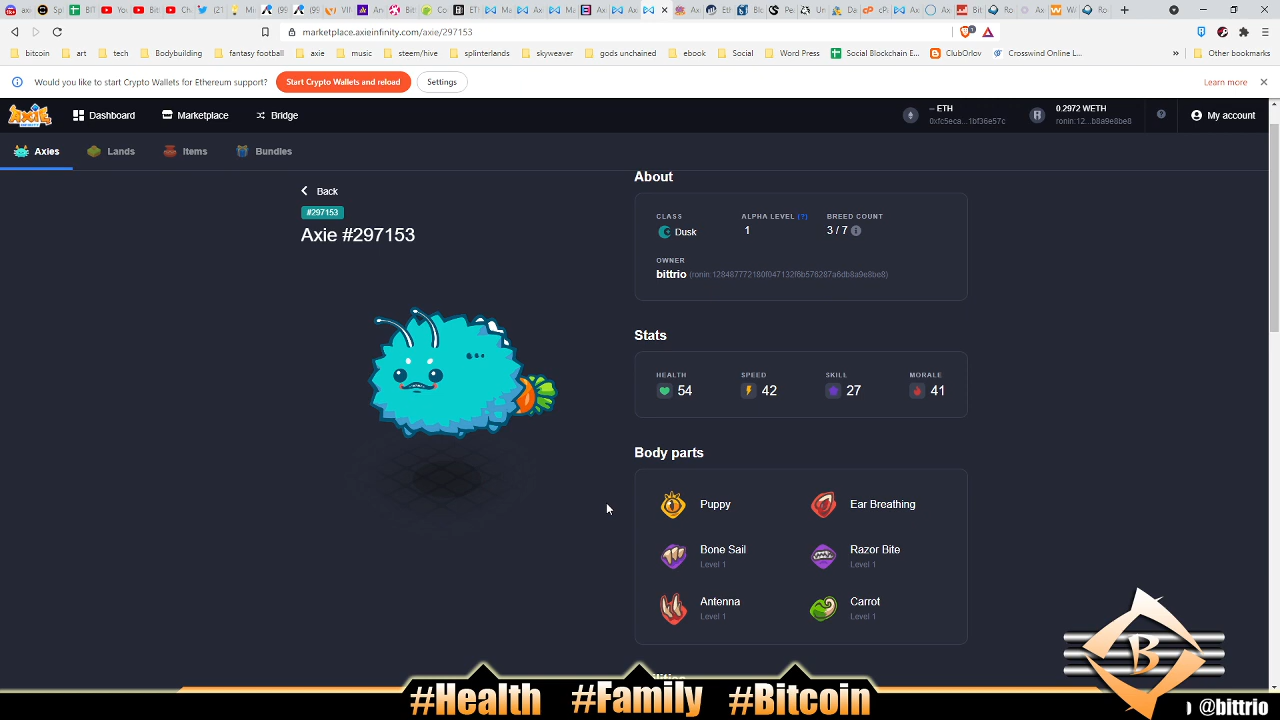 marketplace.axieinfinity.com/axie/297153
bitcoin art tech Bodybuilding fantasy football axie music steem/hive splinterlands skyweaver gods unchained ebook Social Word Press Social Blockchain E... ClubOrlov Crosswind Online L... » Other bookmarks
Would you like to start Crypto Wallets for Ethereum support? Start Crypto Wallets and reload Settings Learn more
Dashboard Marketplace Bridge
-- ETH
0xfc5eca...1bf36e57c
0.2972 WETH
ronin:12...b8a9e8be8
My account
Axies Lands Items Bundles
Back
#297153
Axie #297153
About
CLASS ALPHA LEVEL (?) BREED COUNT
Dusk 1 3 / 7
OWNER
bittrio
Stats
HEALTH SPEED SKILL MORALE
54 42 27 41
Body parts
Puppy Ear Breathing
Bone Sail Razor Bite
Level 1 Level 1
Antenna Carrot
Level 1 Level 1
#Health #Family #Bitcoin
B
@bittrio